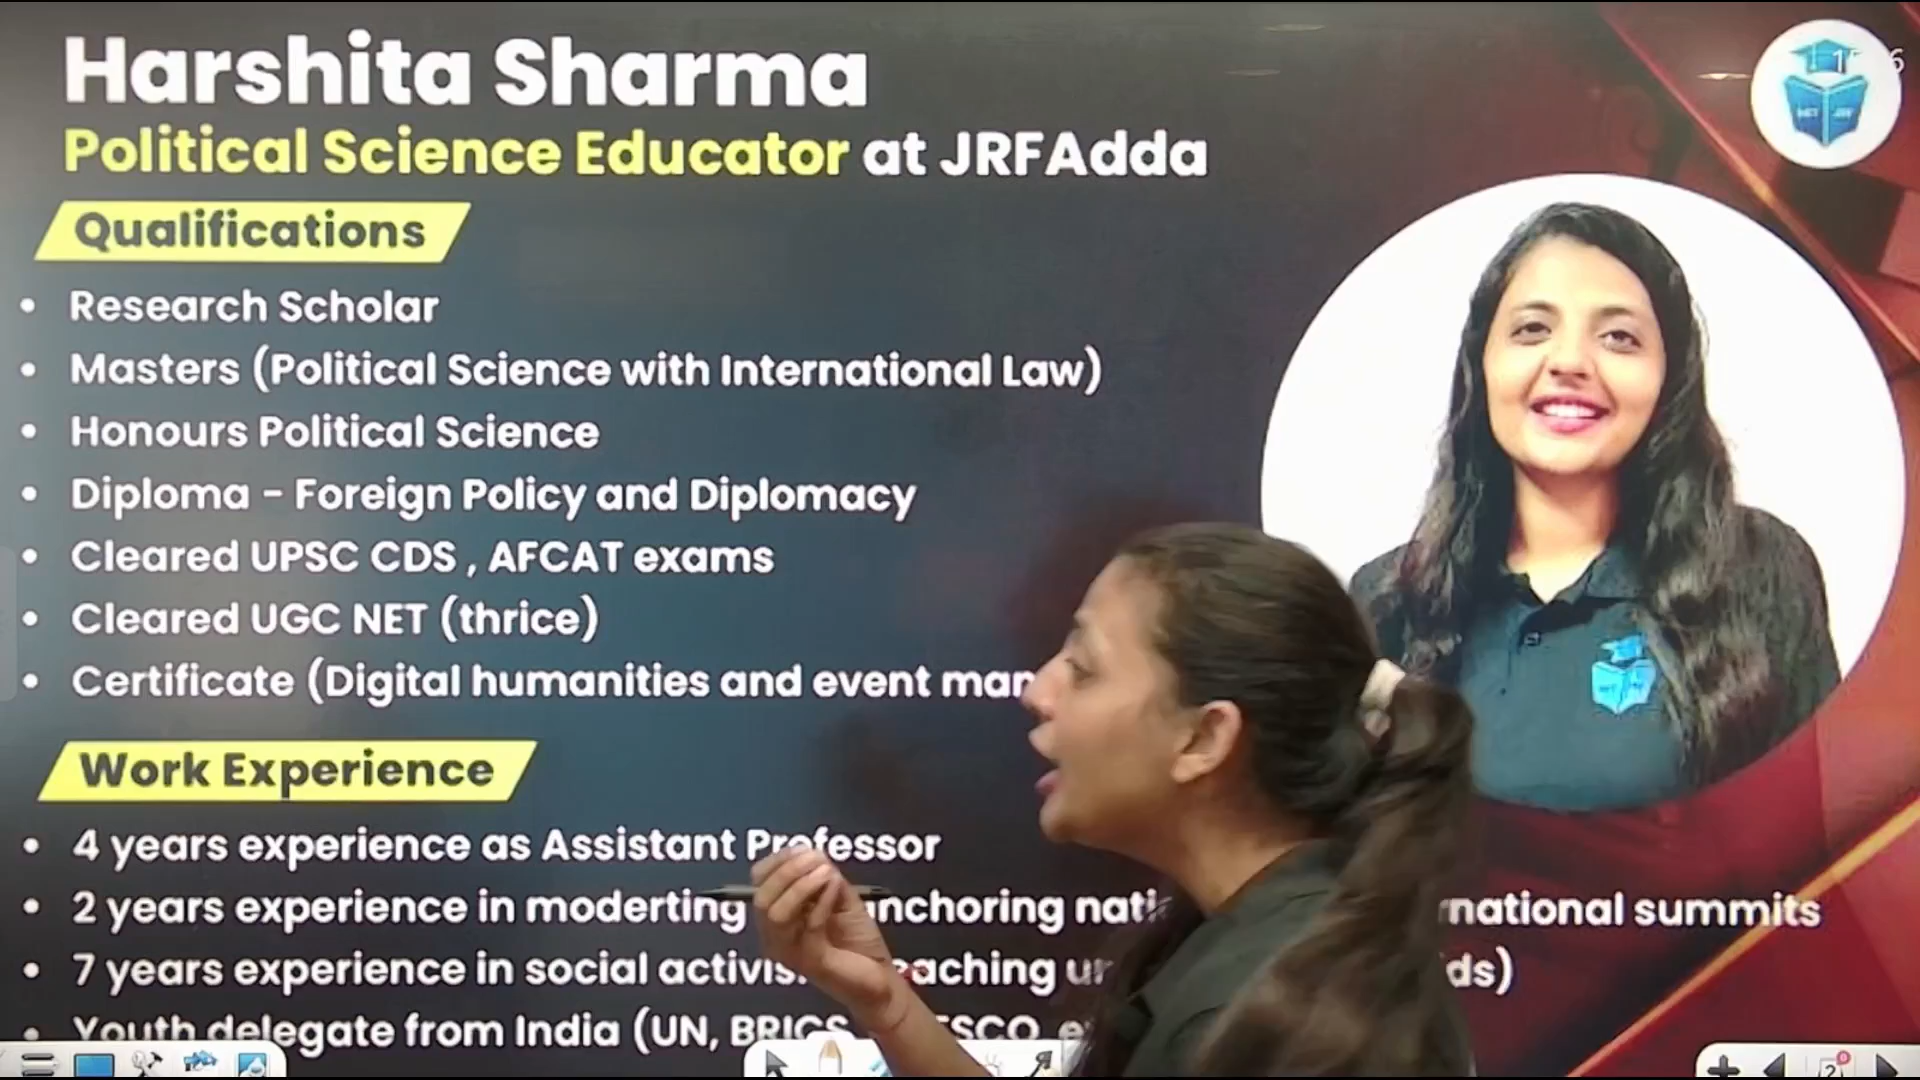 Harshita Sharma
Political Science Educator at JRFAdda
Qualifications
• Research Scholar
• Masters (Political Science with International Law)
• Honours Political Science
• Diploma - Foreign Policy and Diplomacy
• Cleared UPSC CDS , AFCAT exams
• Cleared UGC NET (thrice)
• Certificate (Digital humanities and event
Work Experience
• 4 years experience as Assistant Professor
• 2 years experience in moderting summits
• 7 years experience in social
• Youth delegate from India (UN, BRICS